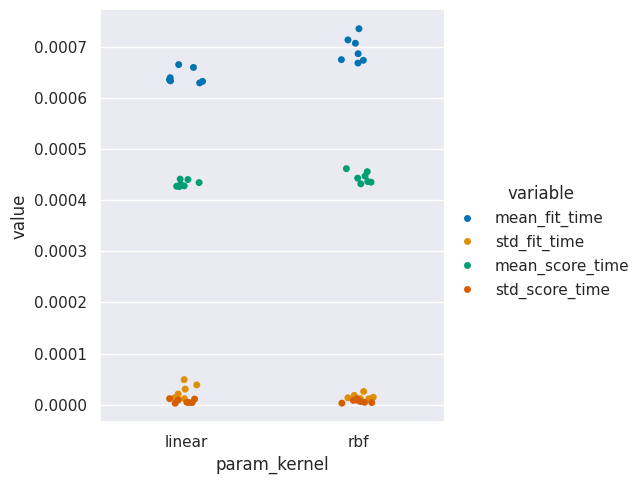 0.0007
0.0006
0.0005
0.0004
0.0003
0.0002
0.0001
0.0000
value
linear
rbf
param_kernel
variable
mean_fit_time
std_fit_time
mean_score_time
std_score_time